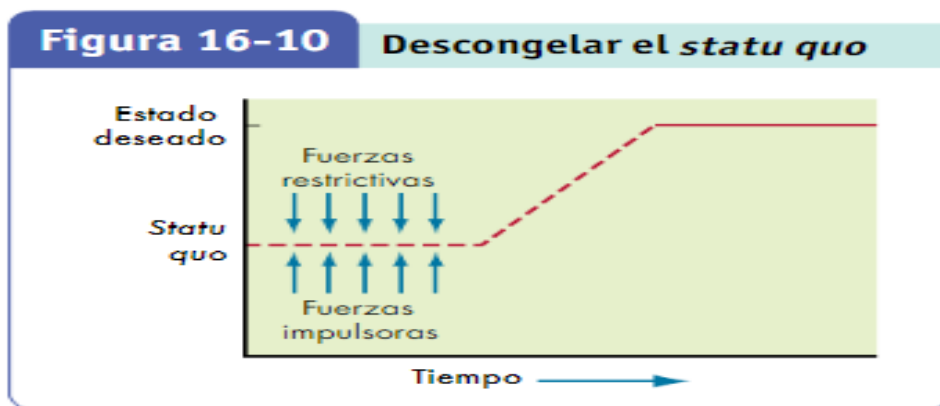 Figura 16-10
Descongelar el statu quo
Estado
deseado
Fuerzas
restrictivas
Statu
quo
Fuerzas
impulsoras
Tiempo